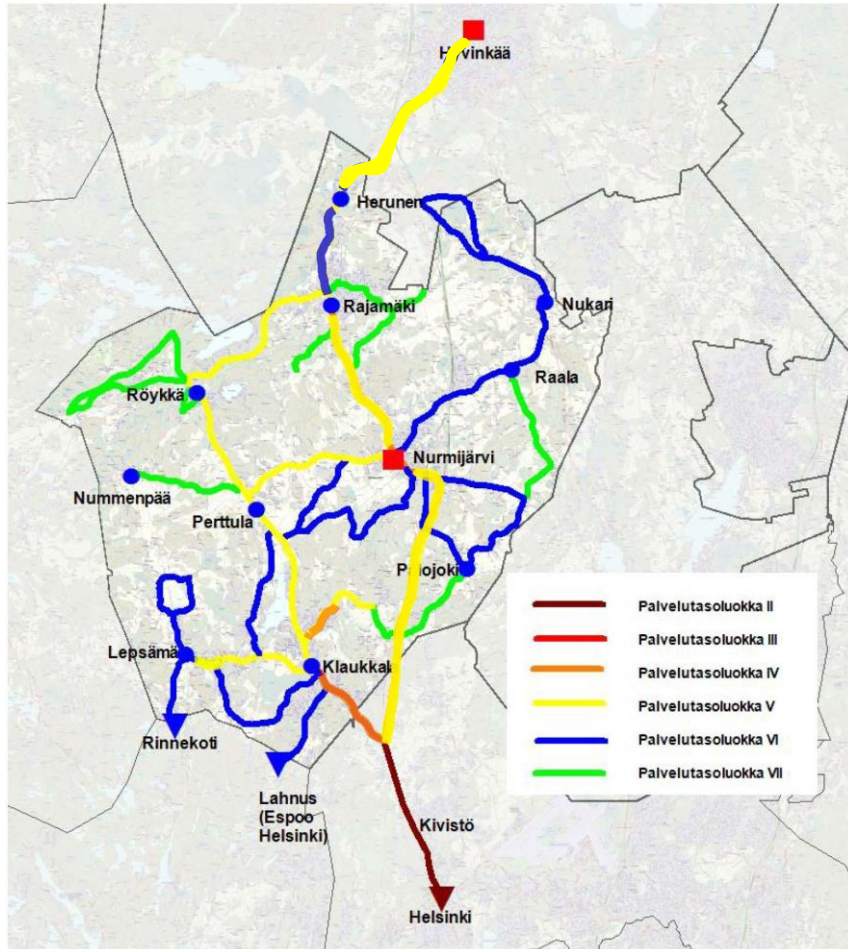 Hyvinkää
Herunen
Nukari
Rajamäki
Raala
Röykkä
Nurmijärvi
Nummenpää
Perttula
Palojoki
Palvelutasoluokka II
Palvelutasoluokka III
Lepsämä
Klaukkala
Palvelutasoluokka IV
Palvelutasoluokka V
Rinnekoti
Palvelutasoluokka VI
Palvelutasoluokka VII
Lahnus
(Espoo
Helsinki)
Kivistö
Helsinki